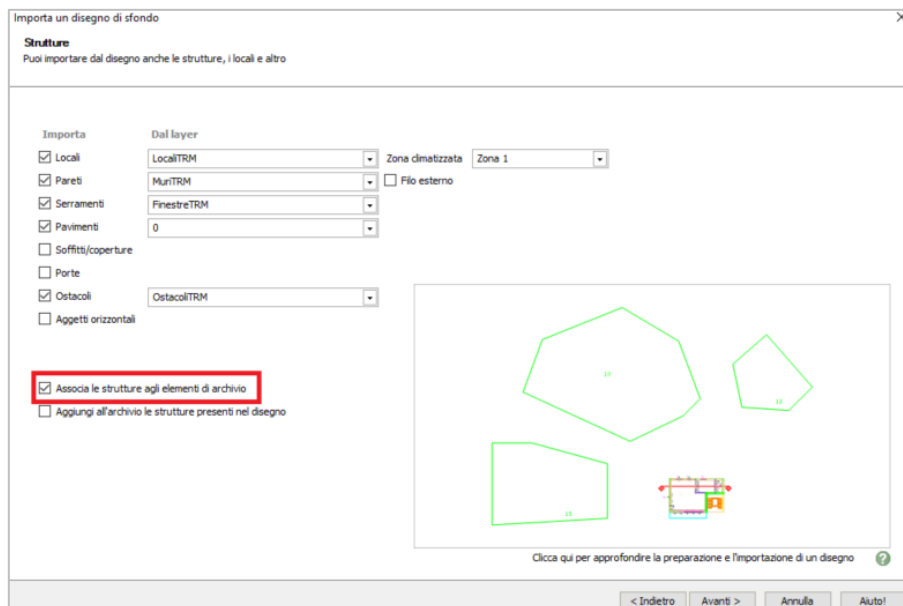 Importa un disegno di sfondo
Strutture
Puoi importare dal disegno anche le strutture, i locali e altro
Importa Dal layer
Locali LocaliTRM Zona climatizzata Zona 1
Pareti MuriTRM Filo esterno
Serramenti FinestreTRM
Pavimenti 0
Soffitti/coperture
Porte
Ostacoli OstacoliTRM
Aggetti orizzontali
Associa le strutture agli elementi di archivio
Aggiungi all'archivio le strutture presenti nel disegno
Clicca qui per approfondire la preparazione e l'importazione di un disegno ?
< Indietro Avanti > Annulla Aiuto!